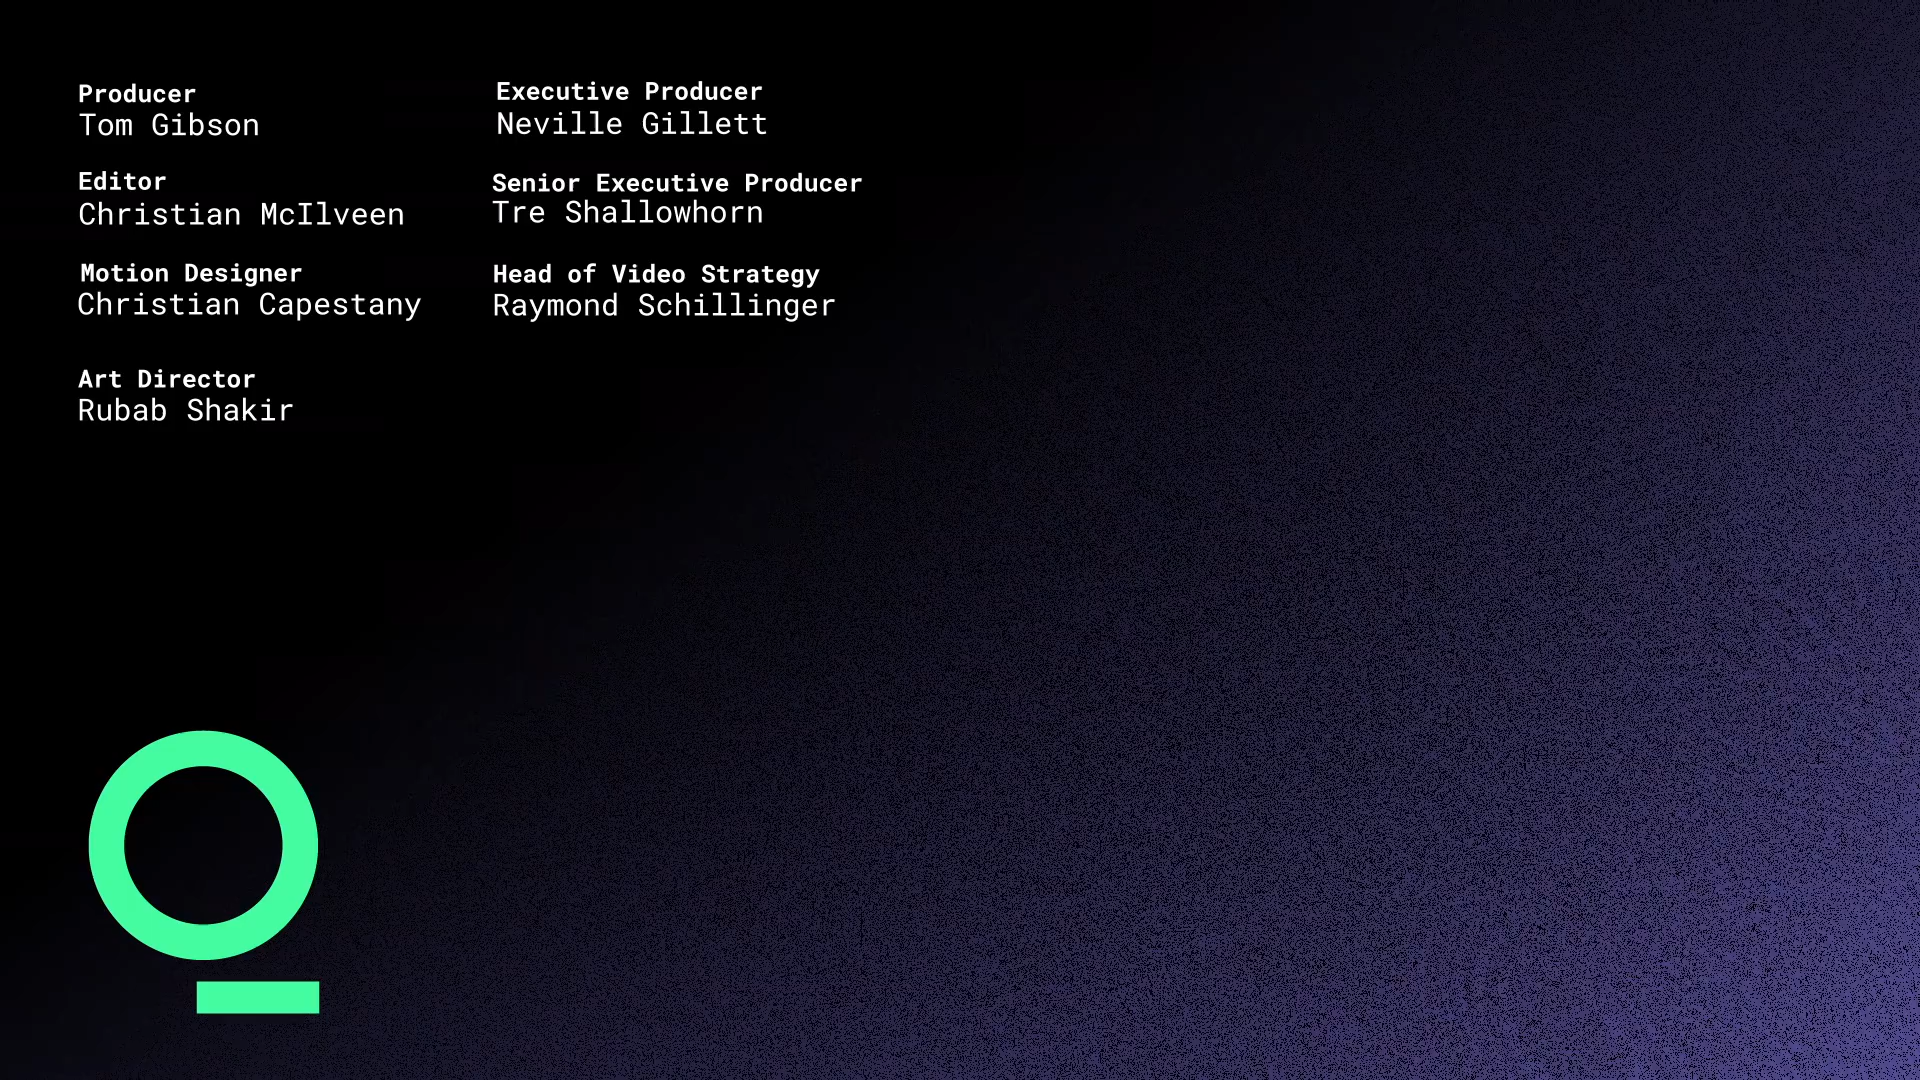 Producer
Tom Gibson
Editor
Christian McIlveen
Motion Designer
Christian Capestany
Art Director
Rubab Shakir
Executive Producer
Neville Gillett
Senior Executive Producer
Tre Shallowhorn
Head of Video Strategy
Raymond Schillinger